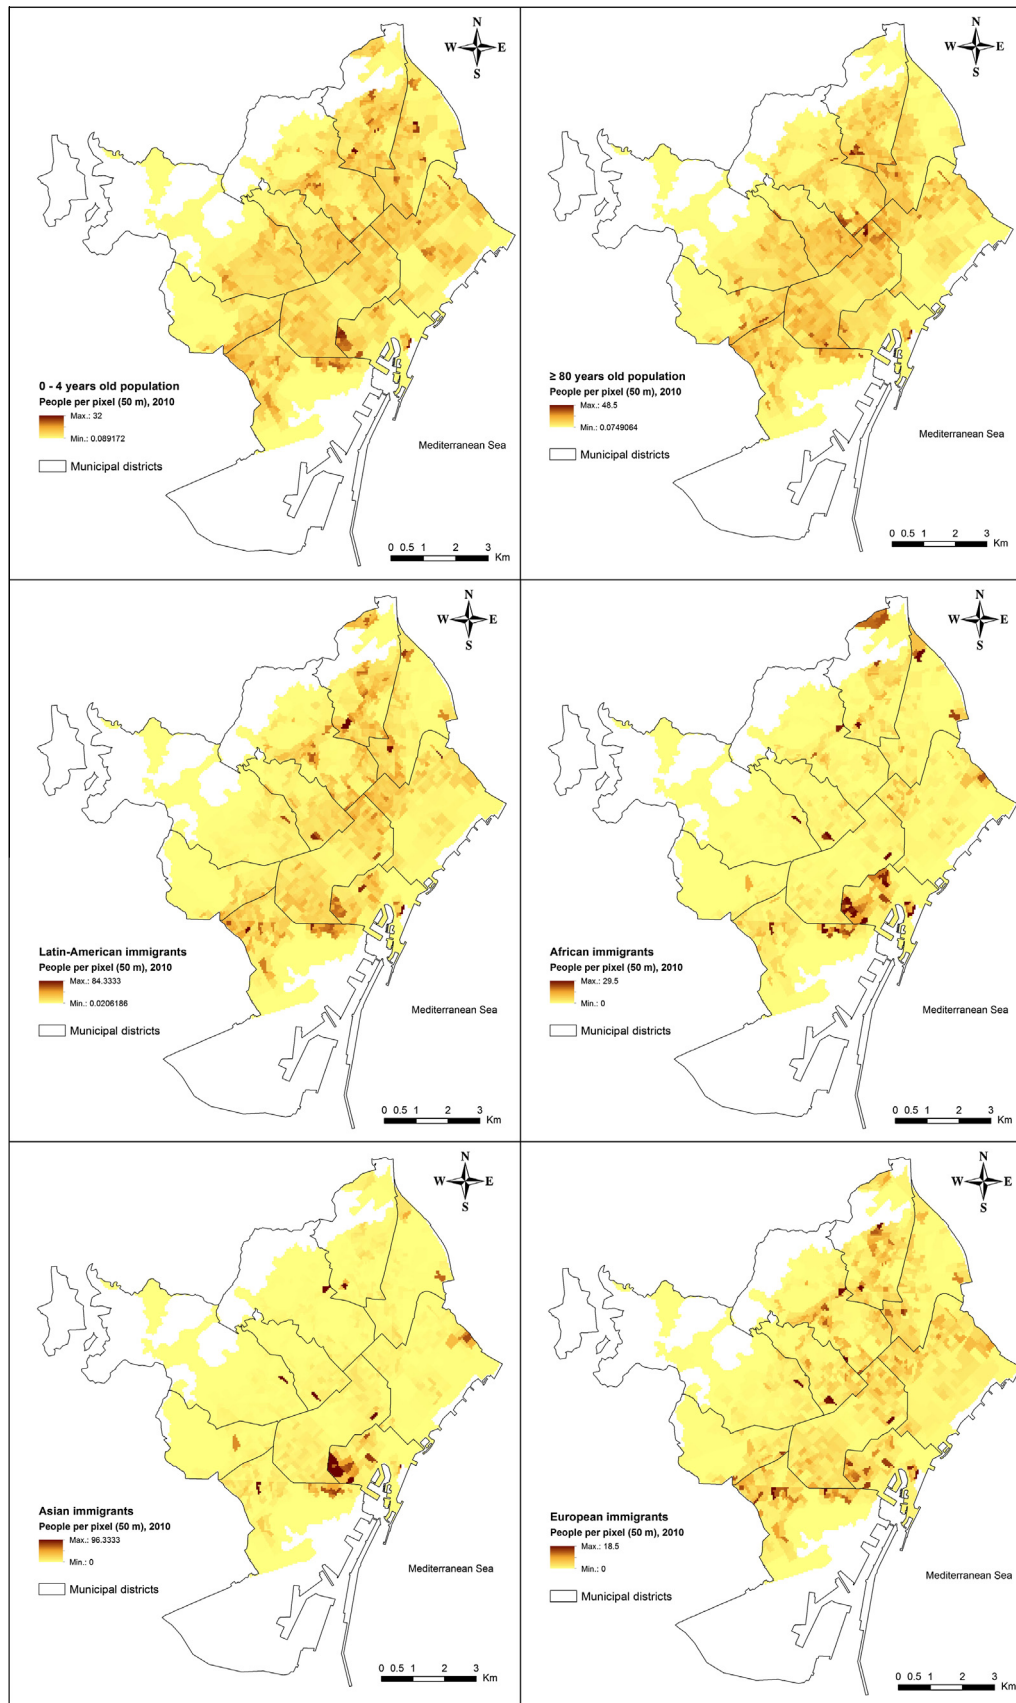 N
W E
S
0 - 4 years old population
People per pixel (50 m), 2010
Max.: 32
Min.: 0.089172
Municipal districts
Mediterranean Sea
0 0.5 1 2 3
Km
N
W E
S
≥ 80 years old population
People per pixel (50 m), 2010
Max.: 48.5
Min.: 0.0749064
Municipal districts
Mediterranean Sea
0 0.5 1 2 3
Km
N
W E
S
Latin-American immigrants
People per pixel (50 m), 2010
Max.: 84.3333
Min.: 0.0206186
Municipal districts
Mediterranean Sea
0 0.5 1 2 3
Km
N
W E
S
African immigrants
People per pixel (50 m), 2010
Max.: 29.5
Min.: 0
Municipal districts
Mediterranean Sea
0 0.5 1 2 3
Km
N
W E
S
Asian immigrants
People per pixel (50 m), 2010
Max.: 96.3333
Min.: 0
Municipal districts
Mediterranean Sea
0 0.5 1 2 3
Km
N
W E
S
European immigrants
People per pixel (50 m), 2010
Max.: 18.5
Min.: 0
Municipal districts
Mediterranean Sea
0 0.5 1 2 3
Km